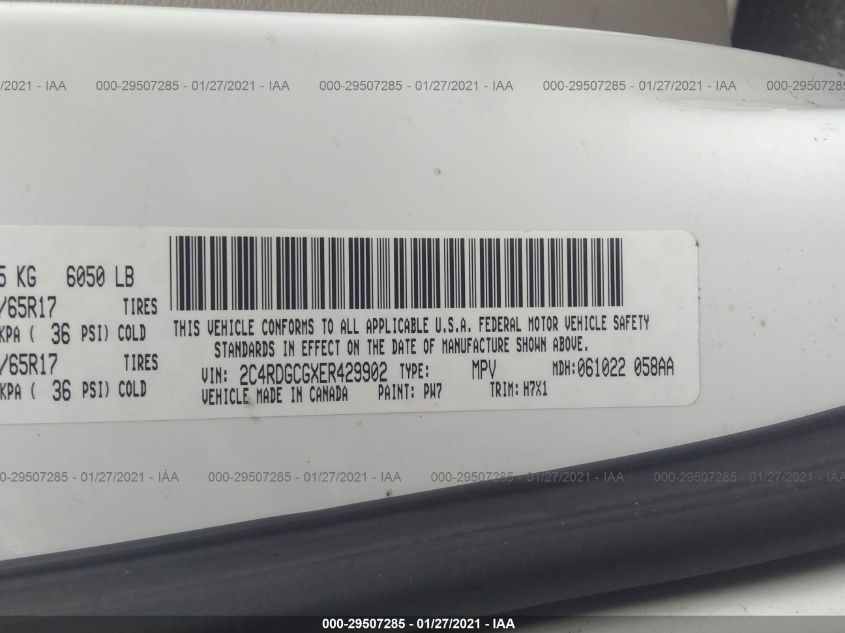 /2021 - IAA 000-29507285 - 01/27/2021 - IAA 000-29507285 - 01/27/2021 - IAA 000-29507285 - 01/27/2021 - IAA 000-2950728
5 KG 6050 LB
/65R17 TIRES
KPA ( 36 PSI) COLD
/65R17 TIRES
KPA ( 36 PSI) COLD
THIS VEHICLE CONFORMS TO ALL APPLICABLE U.S.A. FEDERAL MOTOR VEHICLE SAFETY
STANDARDS IN EFFECT ON THE DATE OF MANUFACTURE SHOWN ABOVE.
VIN: 2C4RDGCGXER429902 TYPE: MPV MDH:061022 058AA
VEHICLE MADE IN CANADA PAINT: PW7 TRIM: H7X1
000-29507285 - 01/27/2021 - IAA 000-29507285 - 01/27/2021 - IAA 000-29507285 - 01/27/2021 - IAA 000-29507285 - 01/27/2021
000-29507285 - 01/27/2021 - IAA